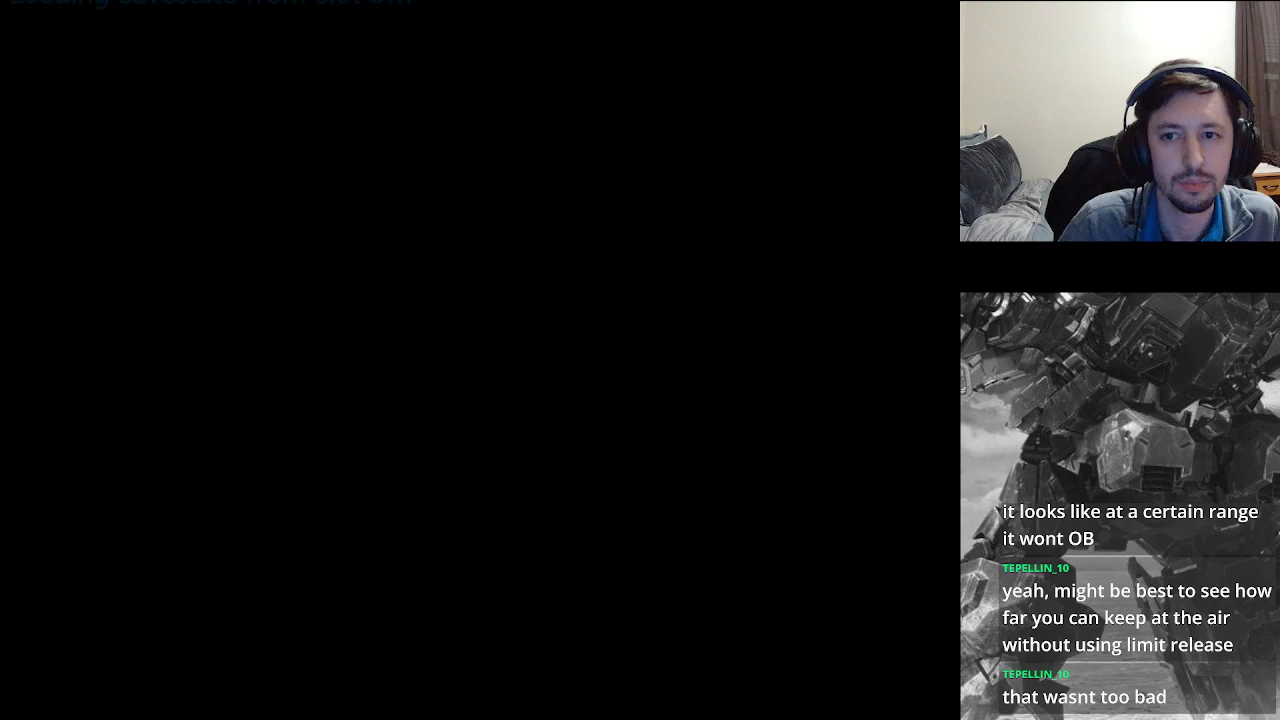 it looks like at a certain range
it wont OB
TEPELLIN_10
yeah, might be best to see how
far you can keep at the air
without using limit release
TEPELLIN_10
that wasnt too bad